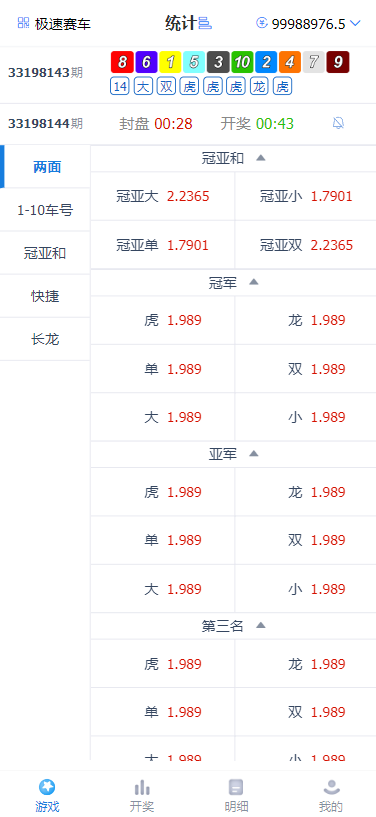 极速赛车 统计 99988976.5
33198143期 8 6 1 5 3 10 2 4 7 9
14 大 双 虎 虎 虎 龙 虎
33198144期 封盘 00:28 开奖 00:43
两面
1-10车号
冠亚和
快捷
长龙
冠亚和
冠亚大 2.2365 冠亚小 1.7901
冠亚单 1.7901 冠亚双 2.2365
冠军
虎 1.989 龙 1.989
单 1.989 双 1.989
大 1.989 小 1.989
亚军
虎 1.989 龙 1.989
单 1.989 双 1.989
大 1.989 小 1.989
第三名
虎 1.989 龙 1.989
单 1.989 双 1.989
大 1.989 小 1.989
游戏 开奖 明细 我的